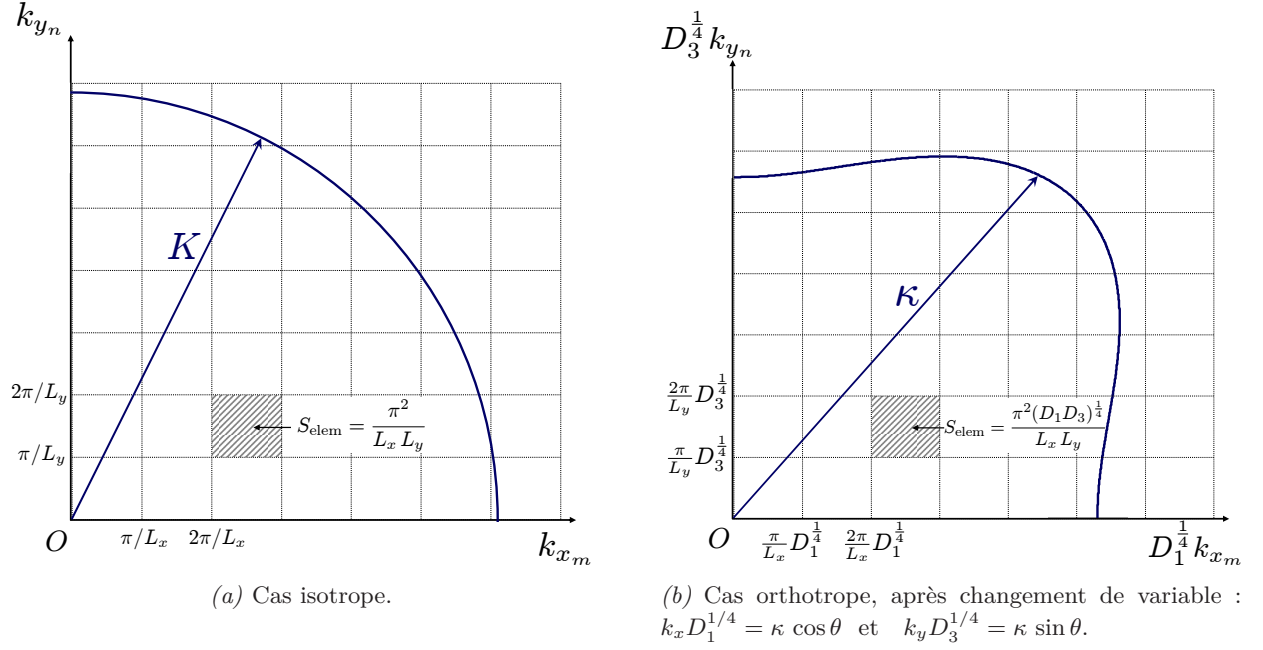 k_{y_n}
K
2π/L_y
π/L_y
S_elem = π² / (L_x L_y)
O
π/L_x 2π/L_x
k_{x_m}
(a) Cas isotrope.
D_3^{1/4} k_{y_n}
κ
2π/L_y D_3^{1/4}
π/L_y D_3^{1/4}
S_elem = π²(D_1D_3)^{1/4} / (L_x L_y)
O
π/L_x D_1^{1/4} 2π/L_x D_1^{1/4}
D_1^{1/4} k_{x_m}
(b) Cas orthotrope, après changement de variable :
k_x D_1^{1/4} = κ cos θ et k_y D_3^{1/4} = κ sin θ.